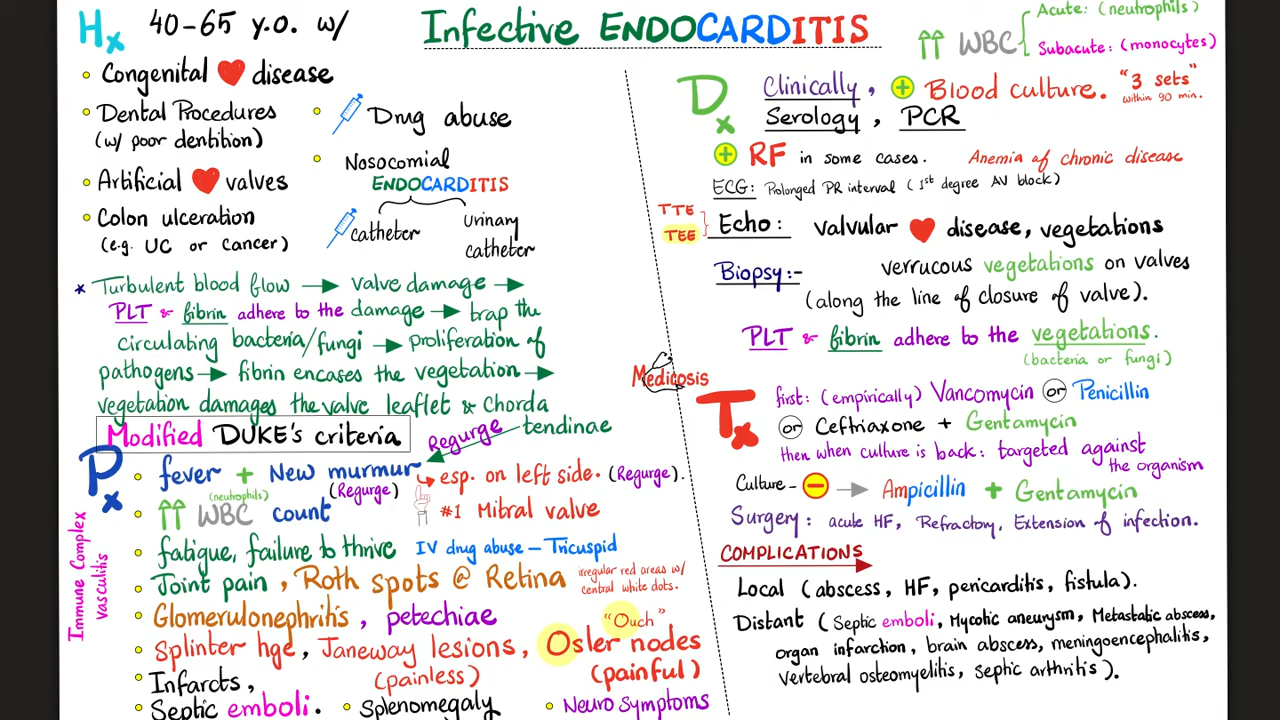 Infective ENDOCARDITIS
Hx 40-65 y.o. w/
• Congenital disease
• Dental Procedures
(w/ poor dentition)
• Artificial valves
• Colon ulceration
(e.g. UC or cancer)
• Drug abuse
• Nosocomial
ENDOCARDITIS
catheter
urinary
catheter
* Turbulent blood flow → valve damage →
PLT & fibrin adhere to the damage → trap the
circulating bacteria/fungi → proliferation of
pathogens → fibrin encases the vegetation →
vegetation damages the valve leaflet & Chorda
tendinae
Regurge
Modified DUKE's criteria
Px
• fever + New murmur
(Regurge)
esp. on left side. (Regurge).
#1 Mitral valve
(neutrophils)
• ↑↑ WBC count
• fatigue, failure to thrive
IV drug abuse – Tricuspid
• Joint pain, Roth spots @ Retina
irregular red areas w/
central white dots.
• Glomerulonephritis, petechiae
"Ouch"
• Splinter hge, Janeway lesions, Osler nodes
(painless)
(painful)
• Infarcts,
• Septic emboli. • Splenomegaly • Neuro Symptoms
Immune Complex
vasculitis
↑↑ WBC
Acute: (neutrophils)
Subacute: (monocytes)
Dx
Clinically, + Blood culture. "3 sets"
within 90 min.
Serology, PCR
+ RF in some cases. Anemia of chronic disease
ECG: Prolonged PR interval (1st degree AV block)
TTE
TEE
Echo: valvular disease, vegetations
Biopsy:- verrucous vegetations on valves
(along the line of closure of valve).
PLT & fibrin adhere to the vegetations.
(bacteria or fungi)
Medicosis
Tx
first: (empirically) Vancomycin or Penicillin
or Ceftriaxone + Gentamycin
then when culture is back: targeted against
the organism
Culture - − → Ampicillin + Gentamycin
Surgery: acute HF, Refractory, Extension of infection.
COMPLICATIONS
Local (abscess, HF, pericarditis, fistula).
Distant (Septic emboli, Mycotic aneurysm, Metastatic abscess,
organ infarction, brain abscess, meningoencephalitis,
vertebral osteomyelitis, septic arthritis).